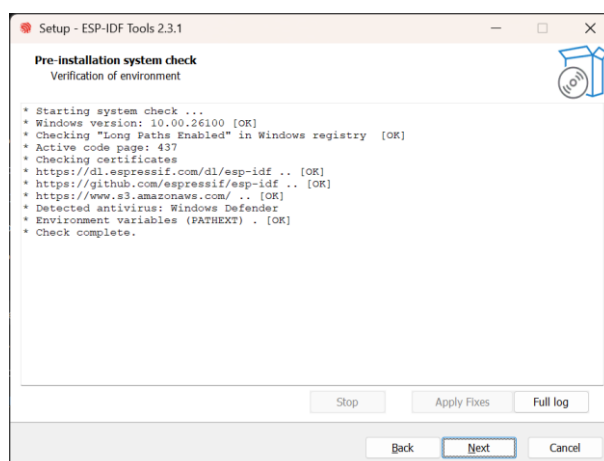 Setup - ESP-IDF Tools 2.3.1
Pre-installation system check
Verification of environment
* Starting system check ...
* Windows version: 10.00.26100 [OK]
* Checking "Long Paths Enabled" in Windows registry  [OK]
* Active code page: 437
* Checking certificates
* https://dl.espressif.com/dl/esp-idf .. [OK]
* https://github.com/espressif/esp-idf .. [OK]
* https://www.s3.amazonaws.com/ .. [OK]
* Detected antivirus: Windows Defender
* Environment variables (PATHEXT) . [OK]
* Check complete.
Stop Apply Fixes Full log
Back Next Cancel